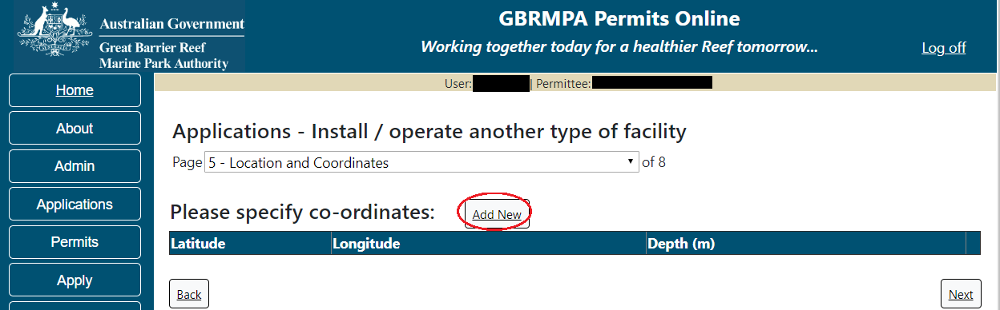 Australian Government
Great Barrier Reef
Marine Park Authority
GBRMPA Permits Online
Working together today for a healthier Reef tomorrow...
Log off
Home
About
Admin
Applications
Permits
Apply
User: | Permittee:
Applications - Install / operate another type of facility
Page 5 - Location and Coordinates of 8
Please specify co-ordinates: Add New
Latitude Longitude Depth (m)
Back Next